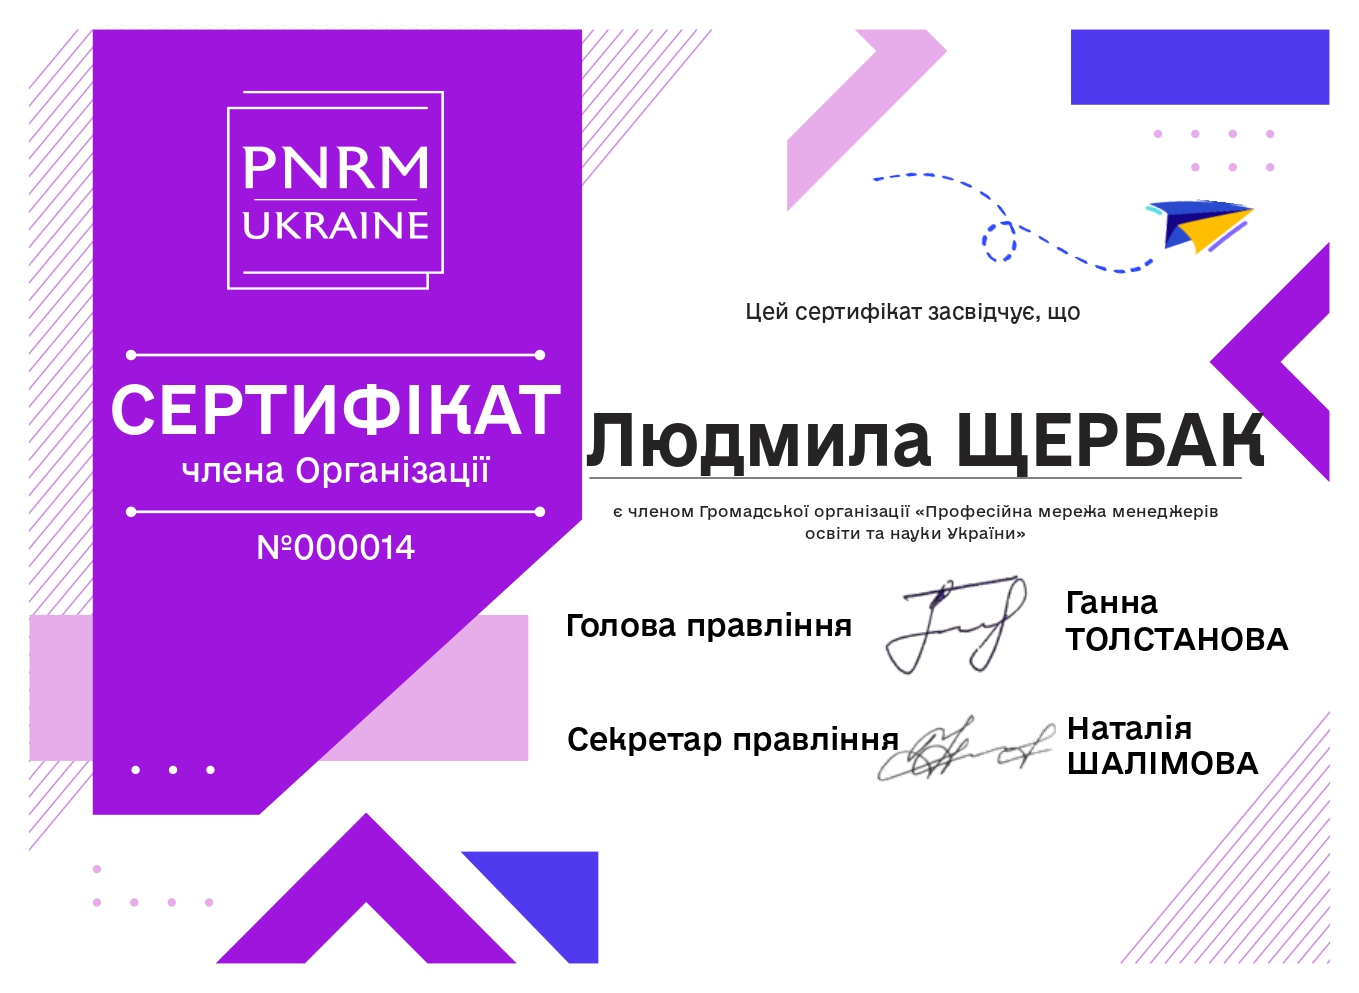 PNRM
UKRAINE
СЕРТИФІКАТ
члена Організації
№000014
Цей сертифікат засвідчує, що
Людмила ЩЕРБАК
є членом Громадської організації «Професійна мережа менеджерів
освіти та науки України»
Голова правління
Ганна
ТОЛСТАНОВА
Секретар правління
Наталія
ШАЛІМОВА